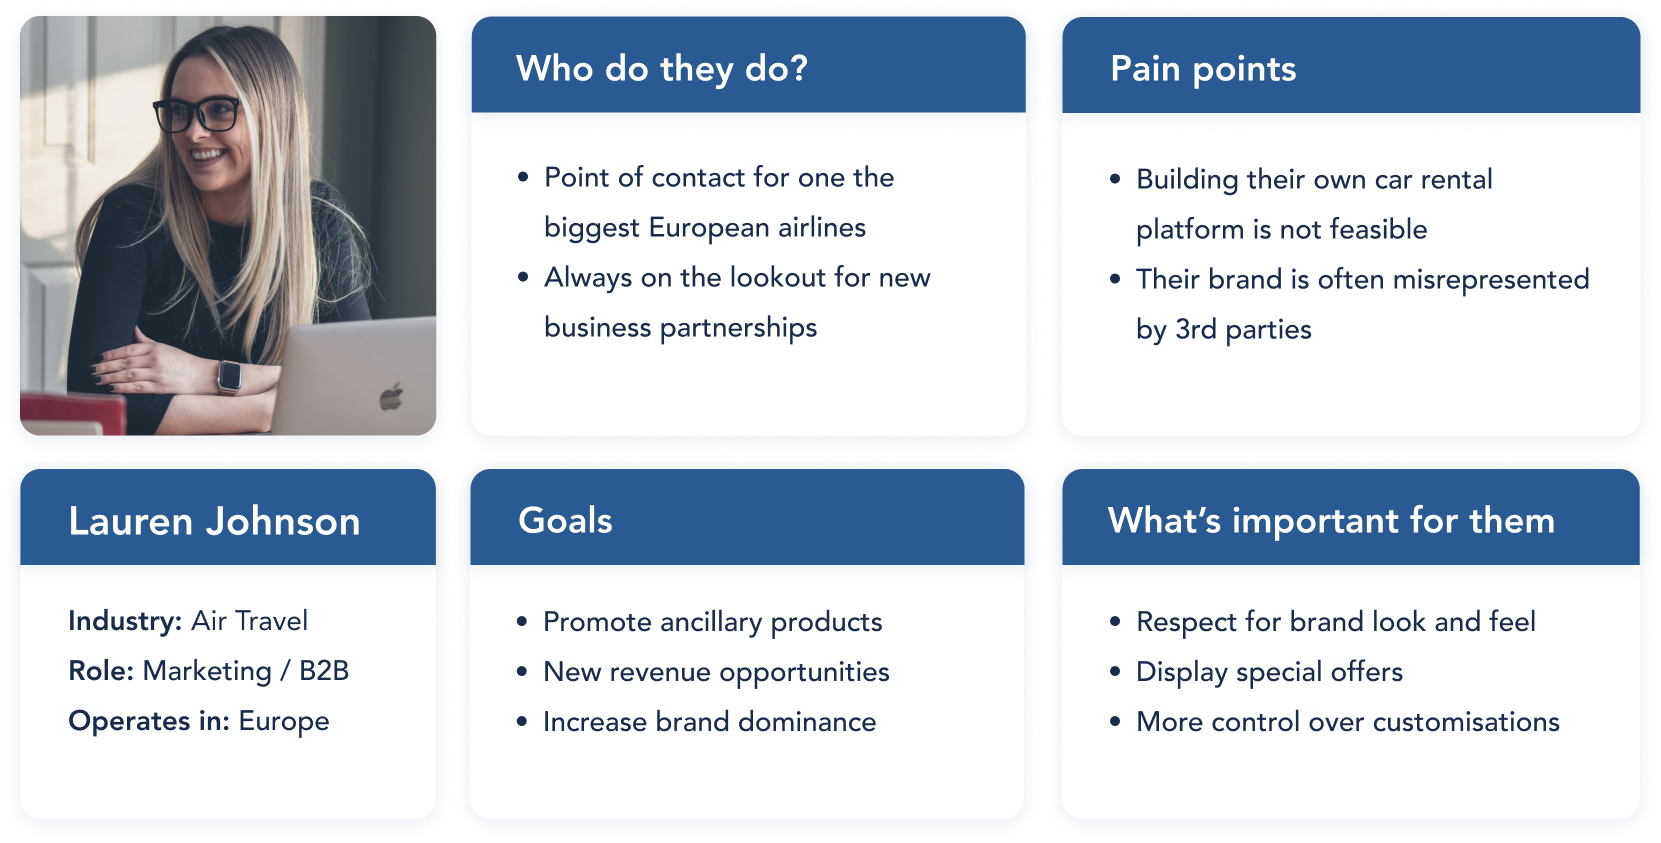 Who do they do?
Point of contact for one the
biggest European airlines
Always on the lookout for new
business partnerships
Pain points
Building their own car rental
platform is not feasible
Their brand is often misrepresented
by 3rd parties
Lauren Johnson
Industry: Air Travel
Role: Marketing / B2B
Operates in: Europe
Goals
Promote ancillary products
New revenue opportunities
Increase brand dominance
What’s important for them
Respect for brand look and feel
Display special offers
More control over customisations